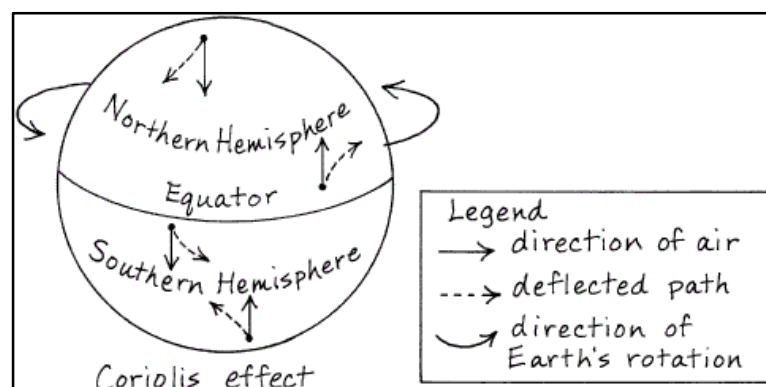 Northern Hemisphere
Equator
Southern Hemisphere
Coriolis effect
Legend
direction of air
deflected path
direction of
Earth's rotation